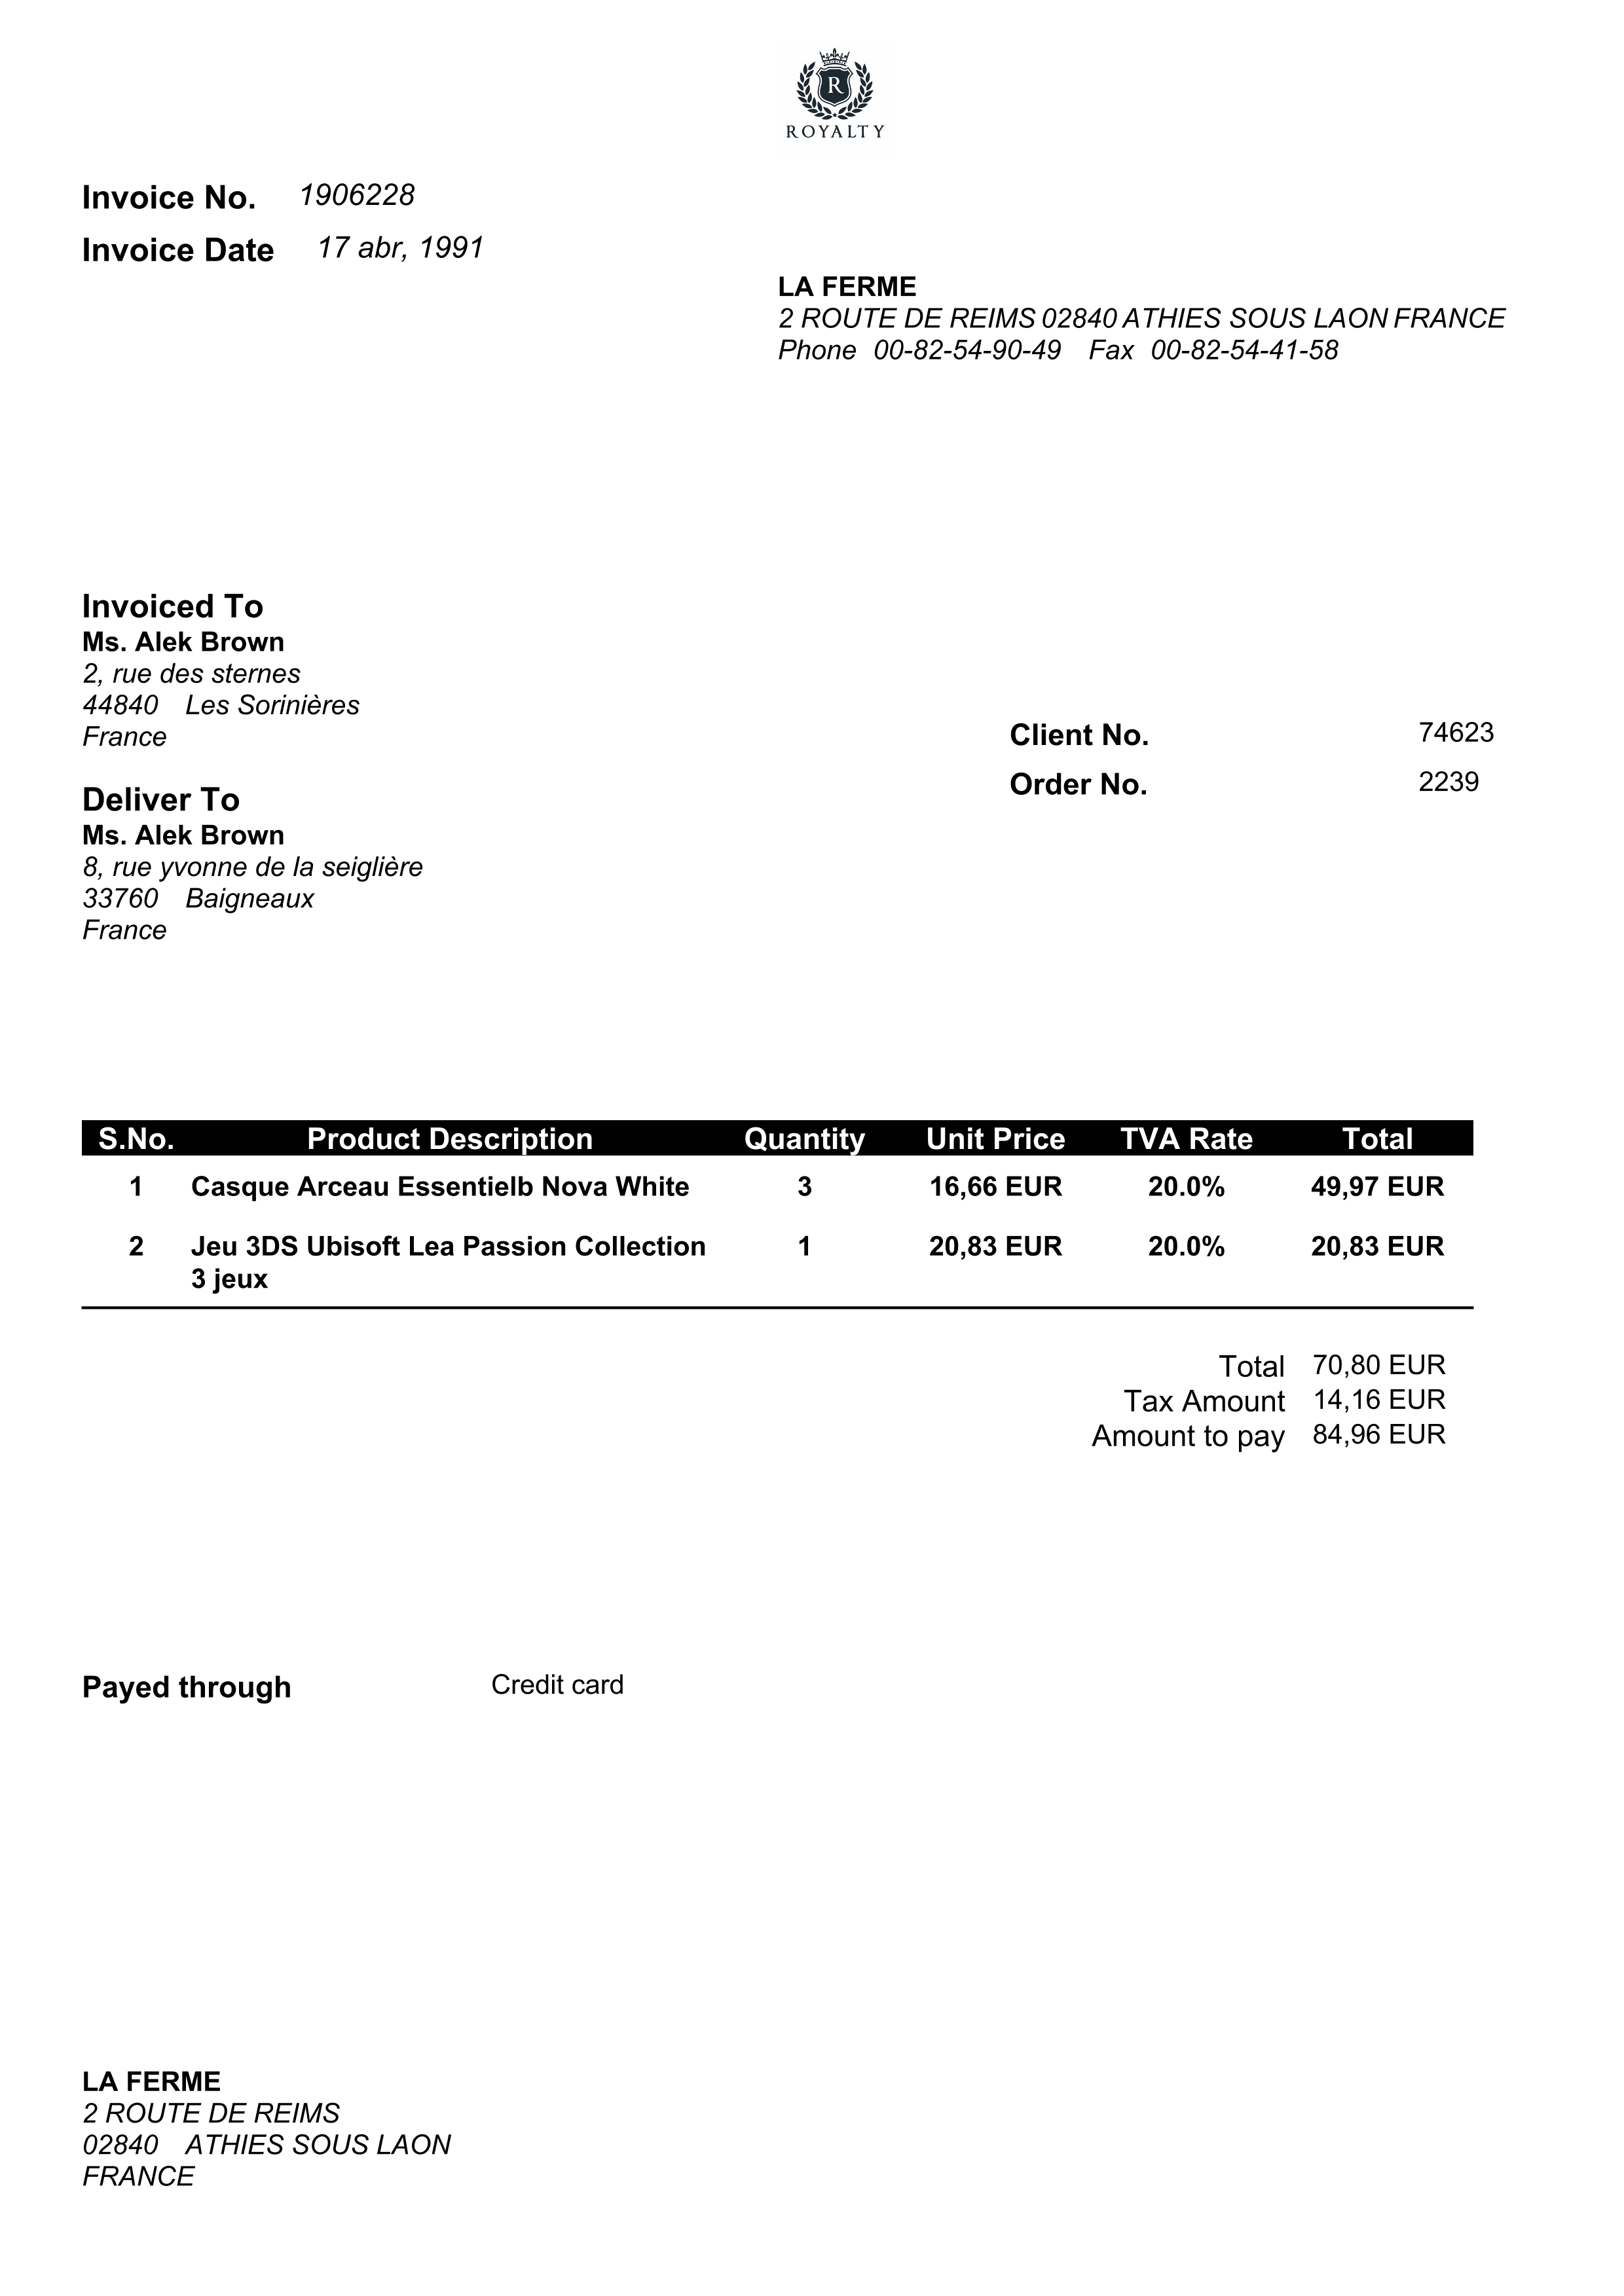 R
ROYALTY
Invoice No. 1906228
Invoice Date 17 abr, 1991
LA FERME
2 ROUTE DE REIMS 02840 ATHIES SOUS LAON FRANCE
Phone 00-82-54-90-49 Fax 00-82-54-41-58
Invoiced To
Ms. Alek Brown
2, rue des sternes
44840 Les Sorinières
France
Client No. 74623
Order No. 2239
Deliver To
Ms. Alek Brown
8, rue yvonne de la seiglière
33760 Baigneaux
France
S.No. Product Description Quantity Unit Price TVA Rate Total
1 Casque Arceau Essentielb Nova White 3 16,66 EUR 20.0% 49,97 EUR
2 Jeu 3DS Ubisoft Lea Passion Collection 1 20,83 EUR 20.0% 20,83 EUR
3 jeux
Total 70,80 EUR
Tax Amount 14,16 EUR
Amount to pay 84,96 EUR
Payed through Credit card
LA FERME
2 ROUTE DE REIMS
02840 ATHIES SOUS LAON
FRANCE